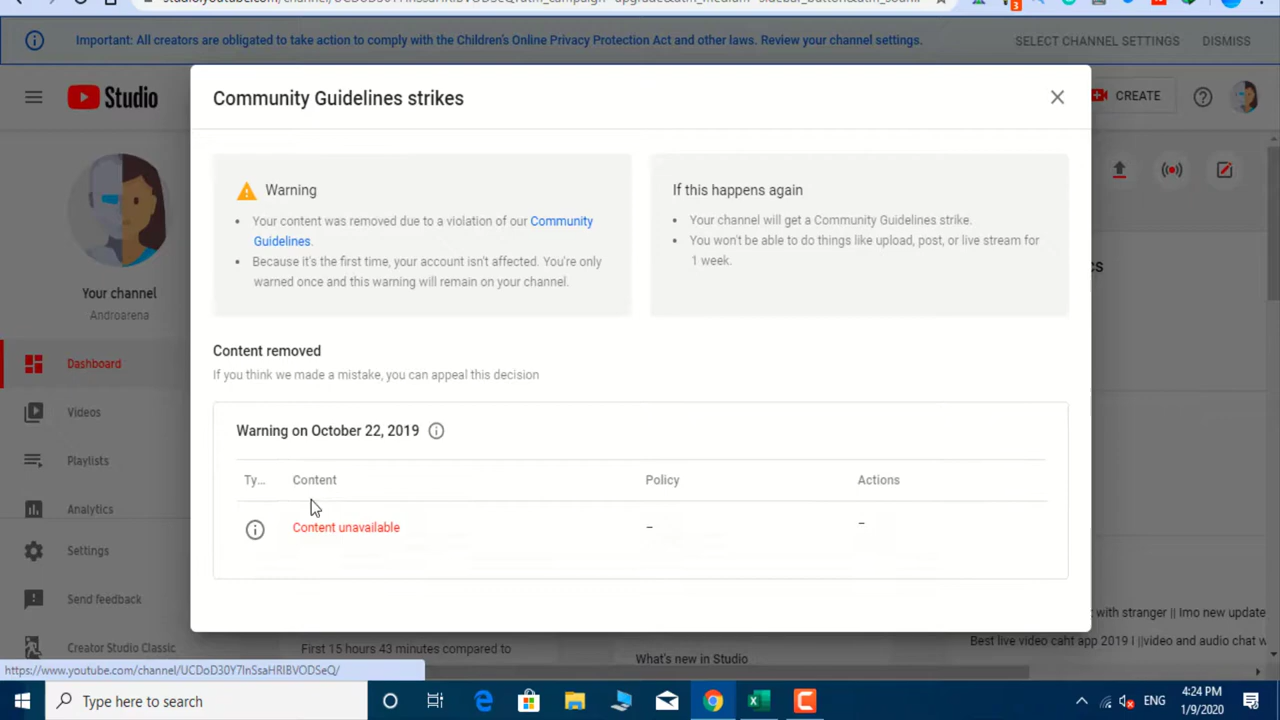 Important: All creators are obligated to take action to comply with the Children's Online Privacy Protection Act and other laws. Review your channel settings.
SELECT CHANNEL SETTINGS
DISMISS
Studio
CREATE
Community Guidelines strikes
Warning
• Your content was removed due to a violation of our Community
Guidelines.
• Because it's the first time, your account isn't affected. You're only
warned once and this warning will remain on your channel.
If this happens again
• Your channel will get a Community Guidelines strike.
• You won't be able to do things like upload, post, or live stream for
1 week.
Your channel
Androarena
Dashboard
Videos
Playlists
Analytics
Settings
Send feedback
Creator Studio Classic
Content removed
If you think we made a mistake, you can appeal this decision
Warning on October 22, 2019
Ty... Content Policy Actions
Content unavailable – –
First 15 hours 43 minutes compared to
What's new in Studio
with stranger || Imo new update
Best live video caht app 2019 I ||video and audio chat w
https://www.youtube.com/channel/UCDoD30Y7InSsaHRIBVODSeQ/
Type here to search
ENG
4:24 PM
1/9/2020